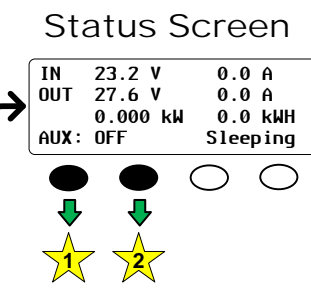 Status Screen
IN 23.2 V 0.0 A
OUT 27.6 V 0.0 A
0.000 kW 0.0 kWH
AUX: OFF Sleeping
1 2